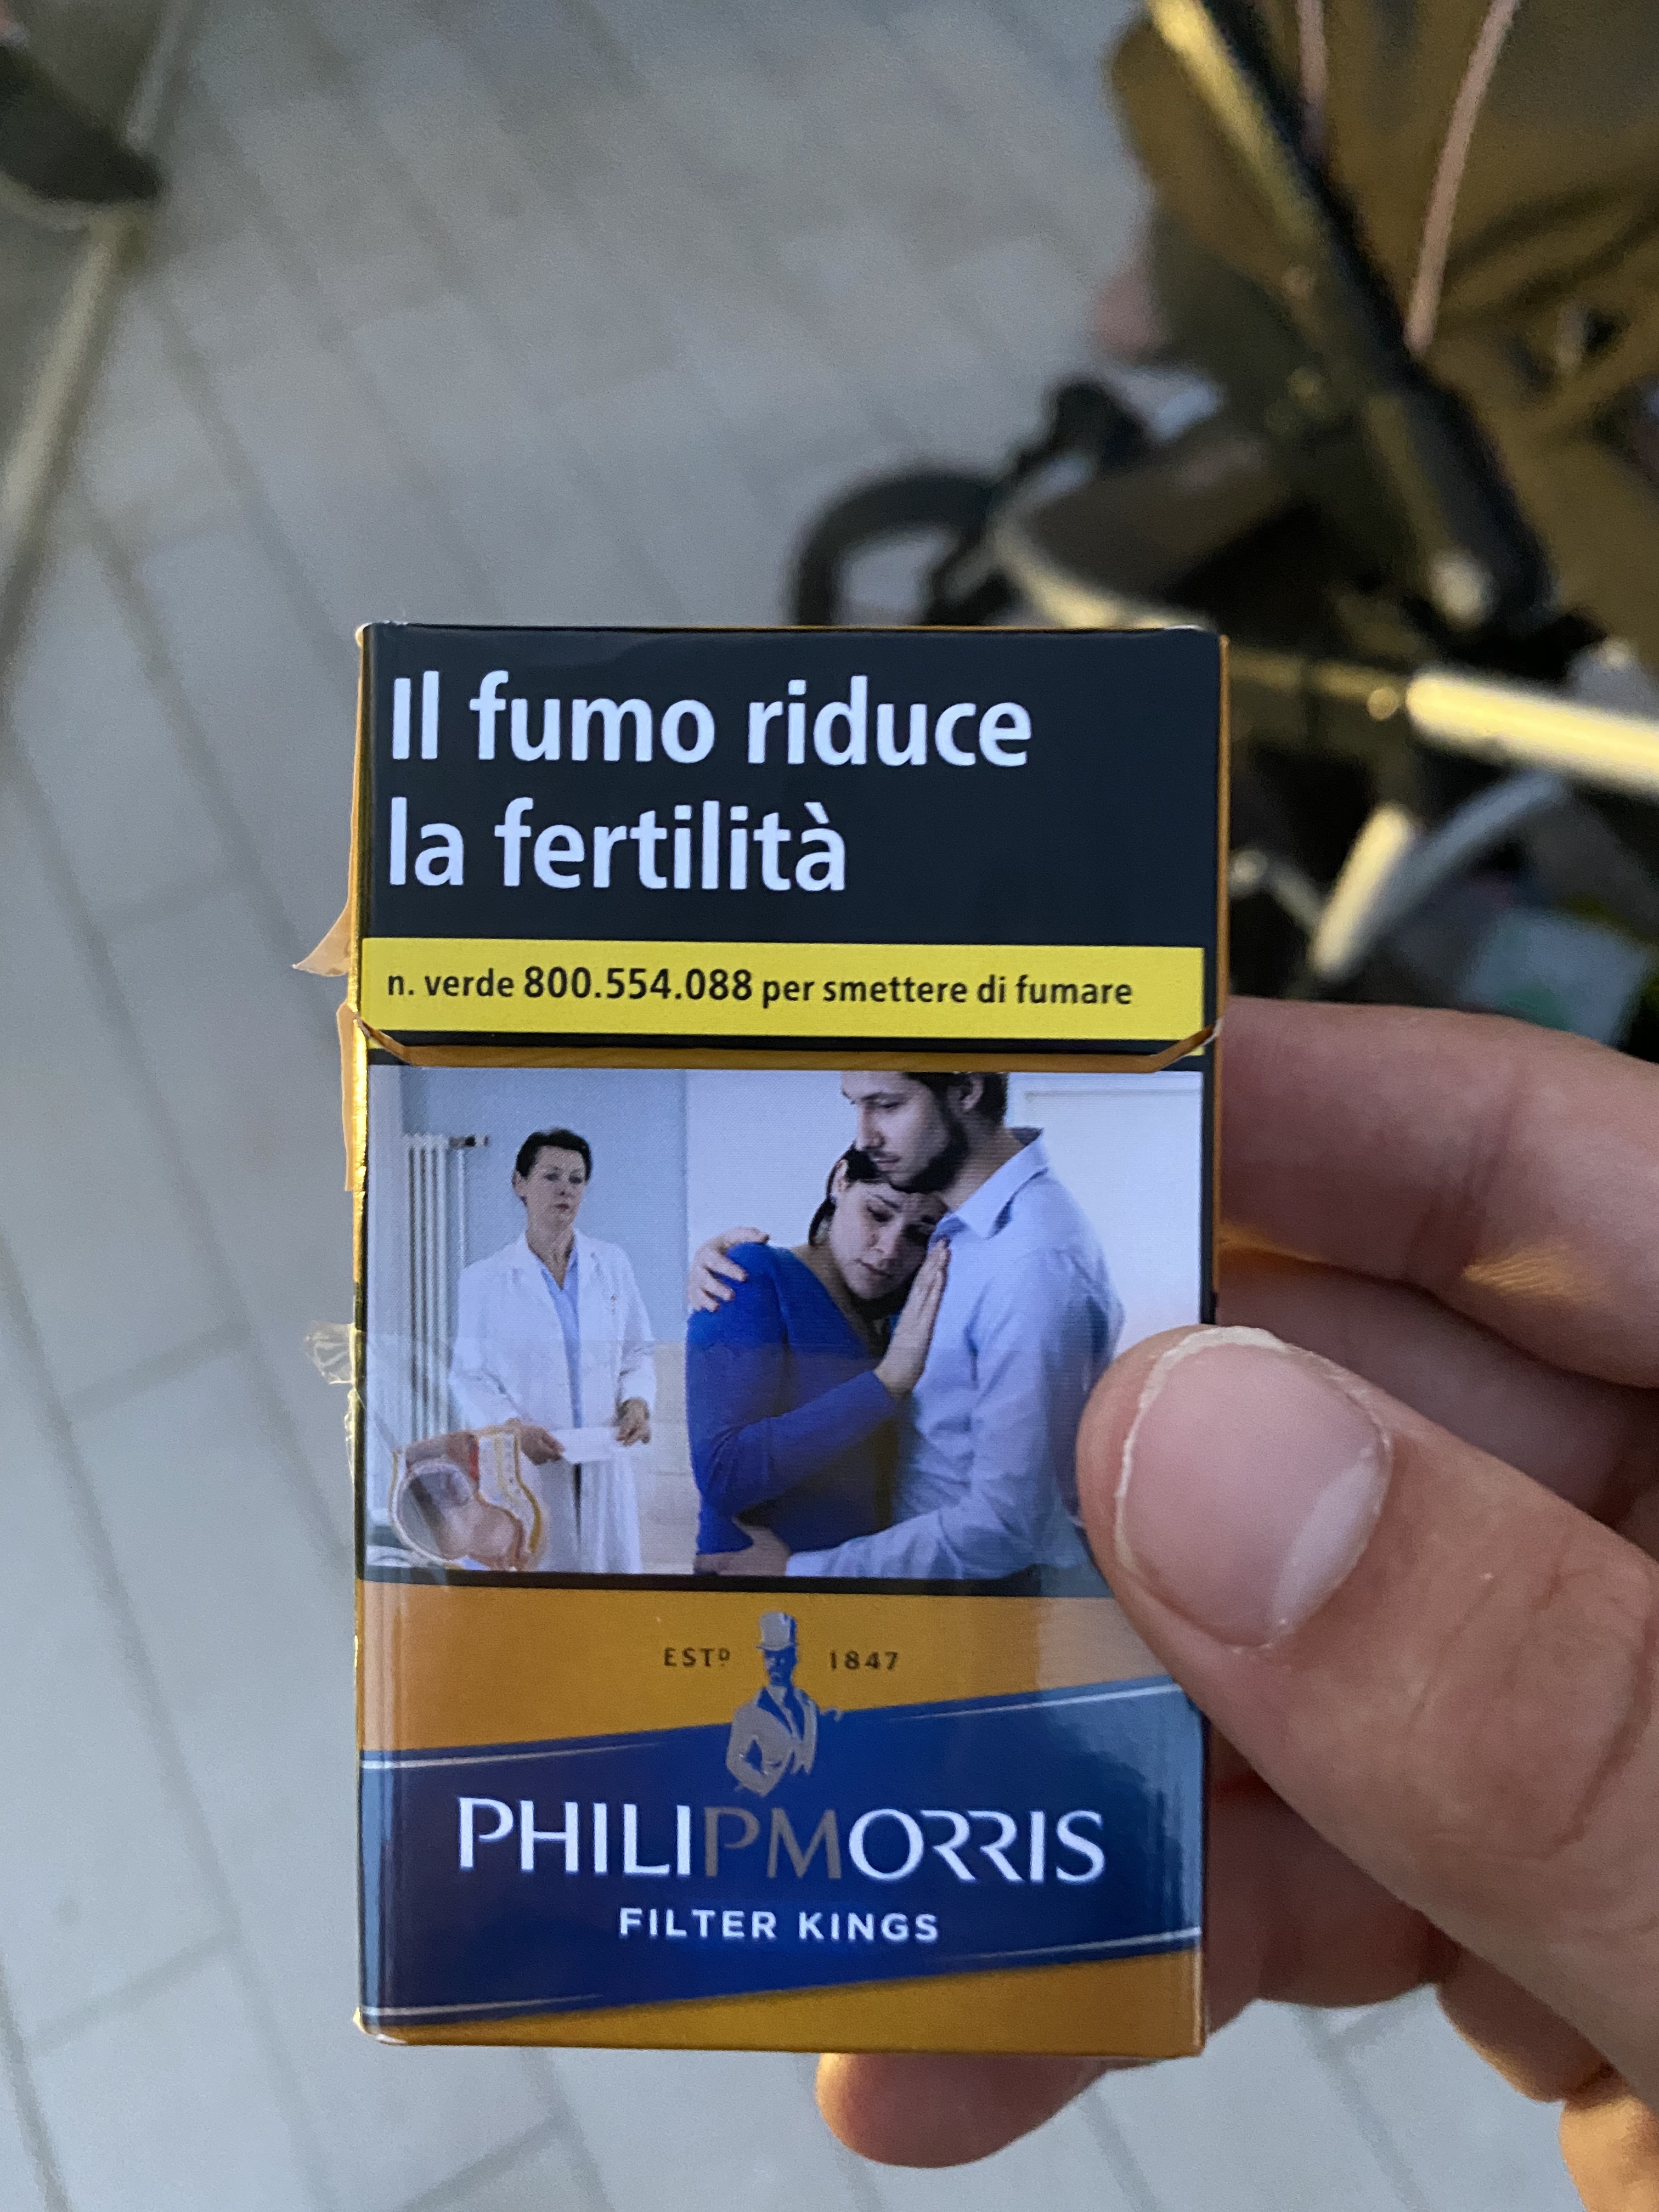 Il fumo riduce
la fertilità
n. verde 800.554.088 per smettere di fumare
ESTD 1847
PHILIPMORRIS
FILTER KINGS